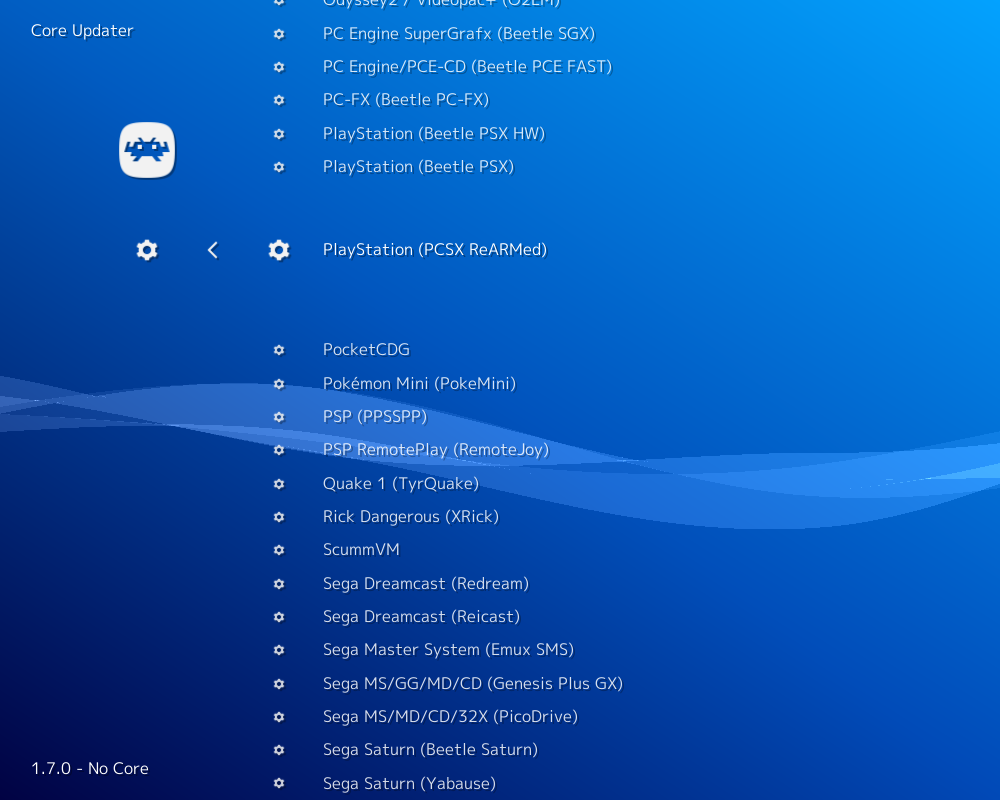 Odyssey2 / Videopac+ (O2EM)
Core Updater
PC Engine SuperGrafx (Beetle SGX)
PC Engine/PCE-CD (Beetle PCE FAST)
PC-FX (Beetle PC-FX)
PlayStation (Beetle PSX HW)
PlayStation (Beetle PSX)
PlayStation (PCSX ReARMed)
PocketCDG
Pokémon Mini (PokeMini)
PSP (PPSSPP)
PSP RemotePlay (RemoteJoy)
Quake 1 (TyrQuake)
Rick Dangerous (XRick)
ScummVM
Sega Dreamcast (Redream)
Sega Dreamcast (Reicast)
Sega Master System (Emux SMS)
Sega MS/GG/MD/CD (Genesis Plus GX)
Sega MS/MD/CD/32X (PicoDrive)
Sega Saturn (Beetle Saturn)
Sega Saturn (Yabause)
1.7.0 - No Core